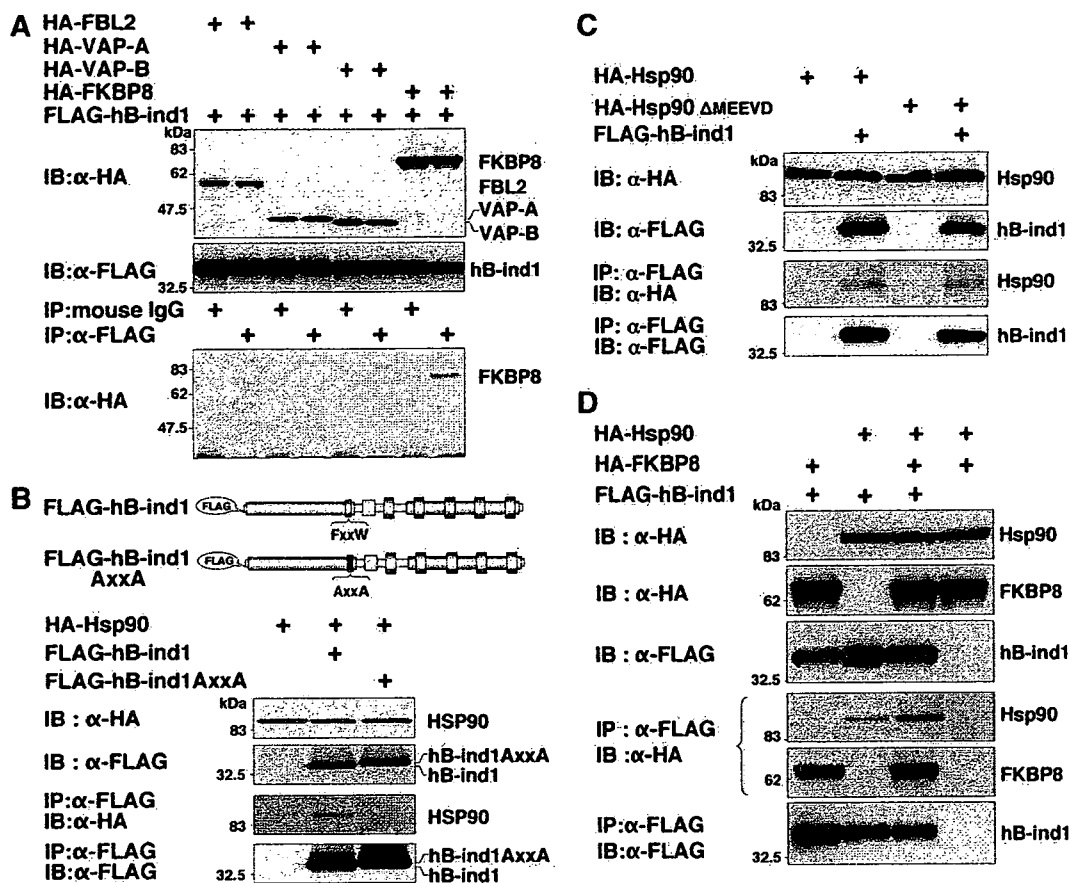 A
HA-FBL2 + +
HA-VAP-A + +
HA-VAP-B + +
HA-FKBP8 + +
FLAG-hB-ind1 + + + + + + + +
kDa
83
62
47.5
IB:α-HA
FKBP8
FBL2
VAP-A
VAP-B
IB:α-FLAG
32.5
hB-ind1
IP:mouse IgG + + + +
IP:α-FLAG + + + +
IB:α-HA
83
62
47.5
FKBP8
B
FLAG-hB-ind1
FLAG
FxxW
FLAG-hB-ind1
AxxA
FLAG
AxxA
HA-Hsp90 + + +
FLAG-hB-ind1 +
FLAG-hB-ind1AxxA +
kDa
IB : α-HA
83
HSP90
IB : α-FLAG
32.5
hB-ind1AxxA
hB-ind1
IP:α-FLAG
IB:α-HA
83
HSP90
IP:α-FLAG
IB:α-FLAG
32.5
hB-ind1AxxA
hB-ind1
C
HA-Hsp90 + +
HA-Hsp90 ΔMEEVD + +
FLAG-hB-ind1 + +
kDa
IB: α-HA
83
Hsp90
IB: α-FLAG
32.5
hB-ind1
IP: α-FLAG
IB: α-HA
83
Hsp90
IP: α-FLAG
IB: α-FLAG
32.5
hB-ind1
D
HA-Hsp90 + + +
HA-FKBP8 + + +
FLAG-hB-ind1 + + +
kDa
IB : α-HA
83
Hsp90
IB : α-HA
62
FKBP8
IB : α-FLAG
32.5
hB-ind1
IP : α-FLAG
IB :α-HA
83
Hsp90
62
FKBP8
IP:α-FLAG
IB:α-FLAG
32.5
hB-ind1